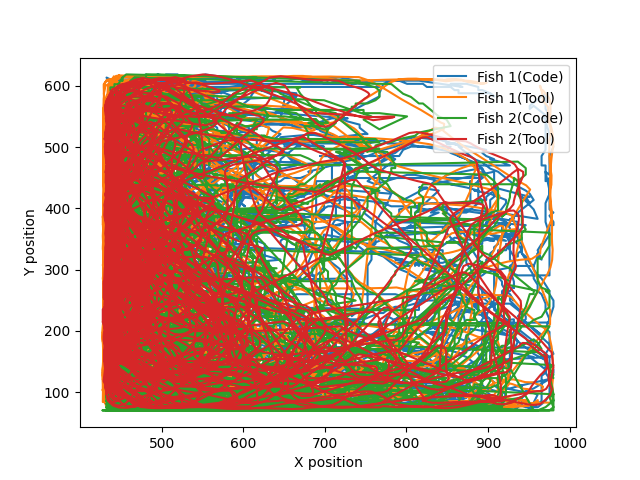 Fish 1(Code)
Fish 1(Tool)
Fish 2(Code)
Fish 2(Tool)
600
500
400
300
200
100
Y position
500 600 700 800 900 1000
X position